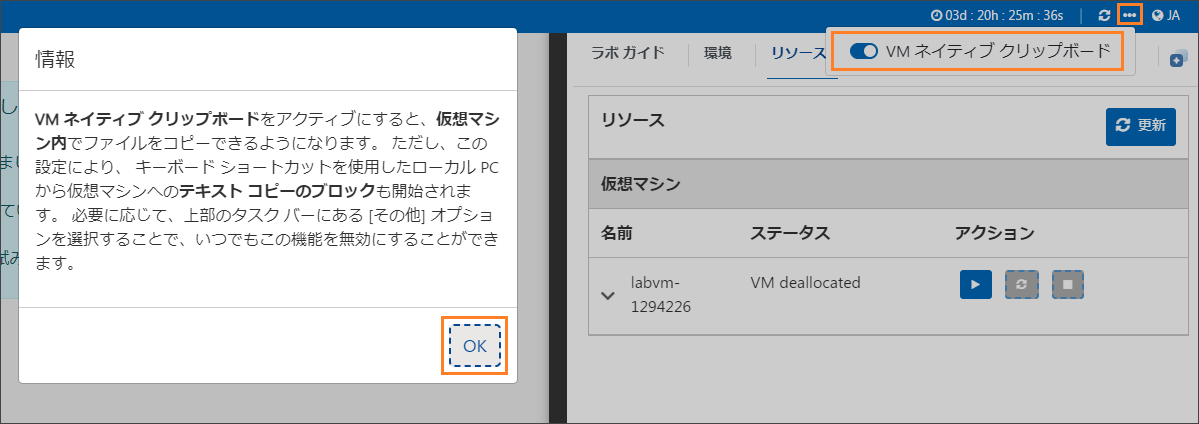 03d : 20h : 25m : 36s
JA
情報
VM ネイティブ クリップボードをアクティブにすると、仮想マシ
ン内でファイルをコピーできるようになります。 ただし、この
設定により、 キーボード ショートカットを使用したローカル PC
から仮想マシンへのテキスト コピーのブロックも開始されま
す。 必要に応じて、上部のタスク バーにある [その他] オプショ
ンを選択することで、いつでもこの機能を無効にすることができ
ます。
OK
ラボ ガイド
環境
リソース
VM ネイティブ クリップボード
リソース
更新
仮想マシン
名前 ステータス アクション
labvm-
1294226
VM deallocated